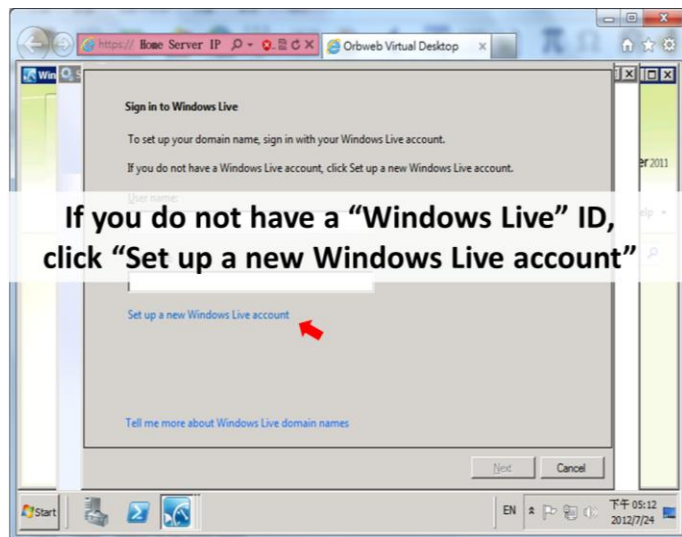 https:// Home Server IP
Orbweb Virtual Desktop
Win
Sign in to Windows Live
To set up your domain name, sign in with your Windows Live account.
If you do not have a Windows Live account, click Set up a new Windows Live account.
er 2011
User name:
If you do not have a “Windows Live” ID,
click “Set up a new Windows Live account”
Set up a new Windows Live account
Tell me more about Windows Live domain names
Next
Cancel
Start
EN
下午 05:12
2012/7/24